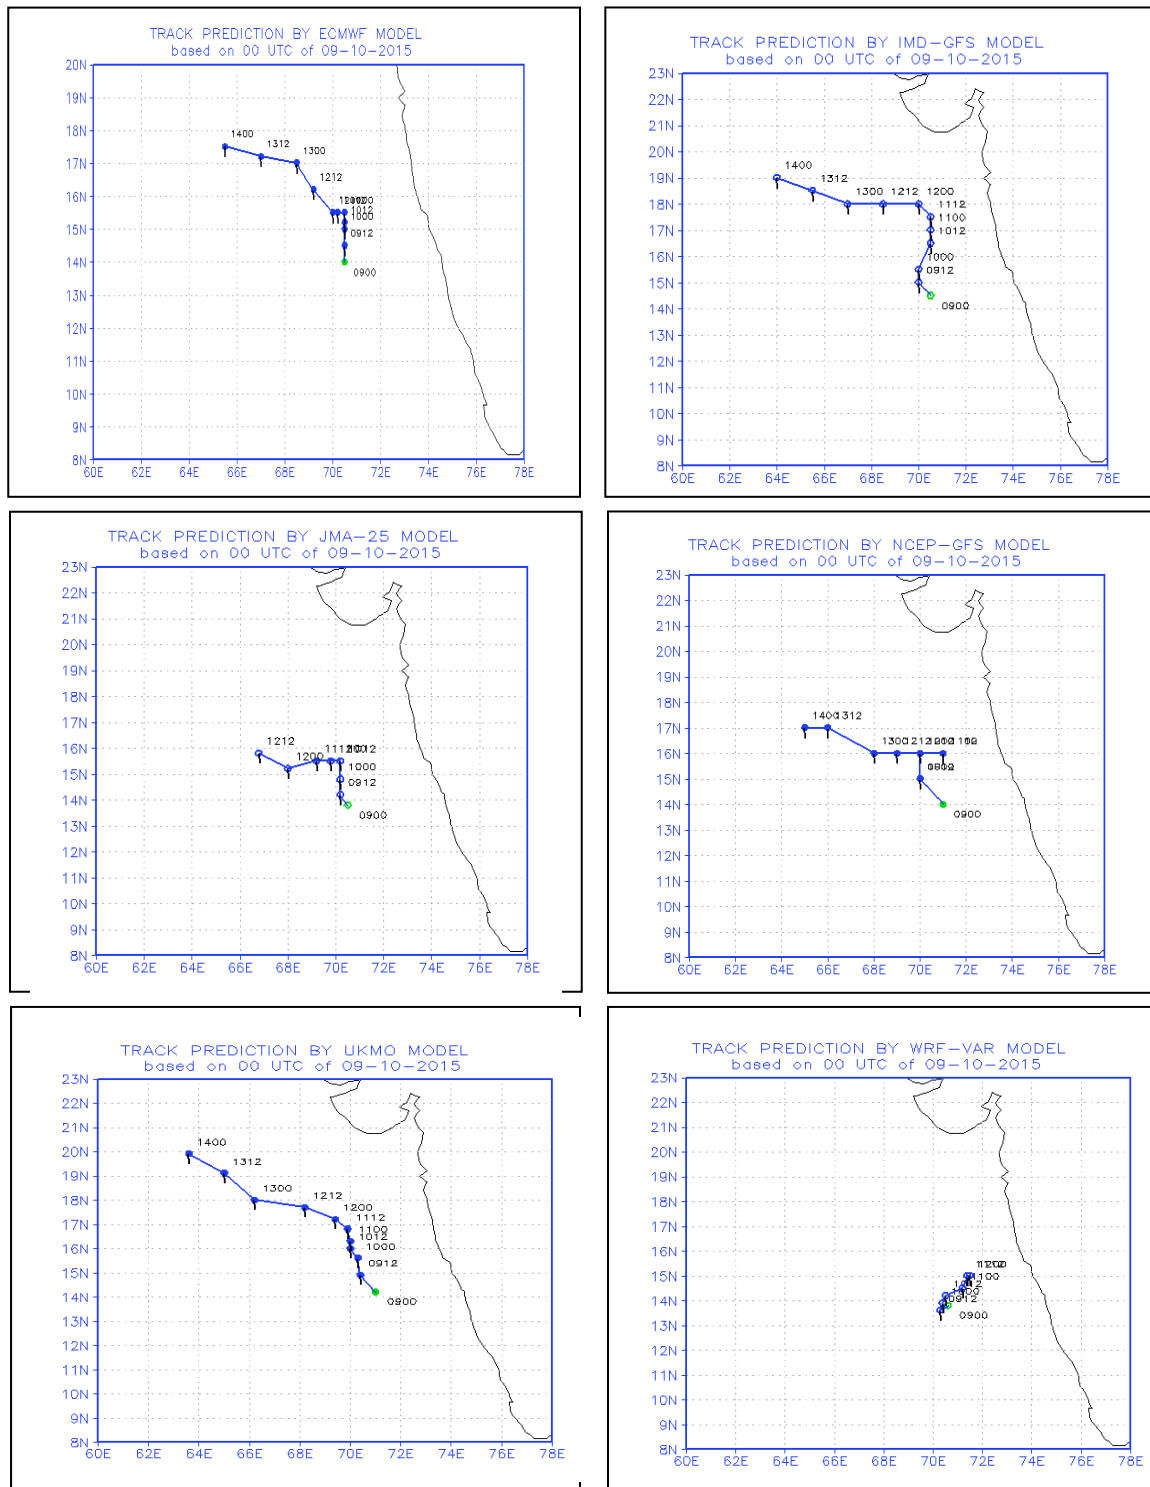 TRACK PREDICTION BY ECMWF MODEL
based on 00 UTC of 09-10-2015
20N
19N
18N
17N
16N
15N
14N
13N
12N
11N
10N
9N
8N
60E 62E 64E 66E 68E 70E 72E 74E 76E 78E
1400
1312
1300
1212
1012
1000
0912
0900
TRACK PREDICTION BY IMD-GFS MODEL
based on 00 UTC of 09-10-2015
23N
22N
21N
20N
19N
18N
17N
16N
15N
14N
13N
12N
11N
10N
9N
8N
60E 62E 64E 66E 68E 70E 72E 74E 76E 78E
1400
1312
1300 1212 1200
1112
1100
1012
1000
0912
0900
TRACK PREDICTION BY JMA-25 MODEL
based on 00 UTC of 09-10-2015
23N
22N
21N
20N
19N
18N
17N
16N
15N
14N
13N
12N
11N
10N
9N
8N
60E 62E 64E 66E 68E 70E 72E 74E 76E 78E
1212
1200
1112
1012
1000
0912
0900
TRACK PREDICTION BY NCEP-GFS MODEL
based on 00 UTC of 09-10-2015
23N
22N
21N
20N
19N
18N
17N
16N
15N
14N
13N
12N
11N
10N
9N
8N
60E 62E 64E 66E 68E 70E 72E 74E 76E 78E
1400 1312
1300 1212
0900
TRACK PREDICTION BY UKMO MODEL
based on 00 UTC of 09-10-2015
23N
22N
21N
20N
19N
18N
17N
16N
15N
14N
13N
12N
11N
10N
9N
8N
60E 62E 64E 66E 68E 70E 72E 74E 76E 78E
1400
1312
1300
1212
1200
1112
1100
1012
1000
0912
0900
TRACK PREDICTION BY WRF-VAR MODEL
based on 00 UTC of 09-10-2015
23N
22N
21N
20N
19N
18N
17N
16N
15N
14N
13N
12N
11N
10N
9N
8N
60E 62E 64E 66E 68E 70E 72E 74E 76E 78E
1200
1100
0912
0900